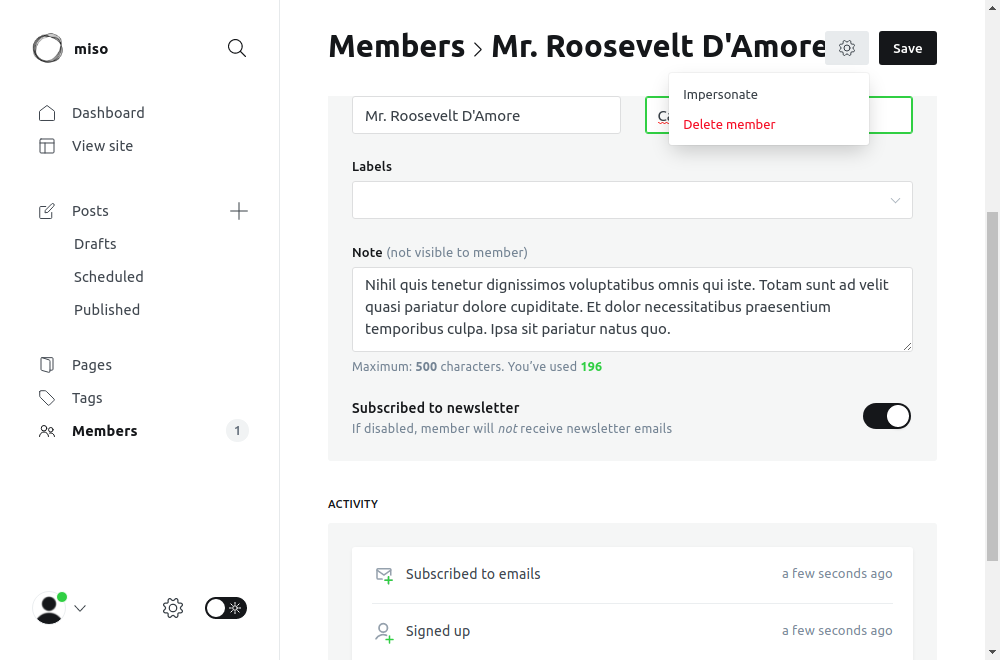 miso
Members
Mr. Roosevelt D'Amore
Save
Impersonate
Delete member
Dashboard
View site
Posts
Drafts
Scheduled
Published
Pages
Tags
Members 1
Mr. Roosevelt D'Amore
Labels
Note (not visible to member)
Nihil quis tenetur dignissimos voluptatibus omnis qui iste. Totam sunt ad velit
quasi pariatur dolore cupiditate. Et dolor necessitatibus praesentium
temporibus culpa. Ipsa sit pariatur natus quo.
Maximum: 500 characters. You've used 196
Subscribed to newsletter
If disabled, member will not receive newsletter emails
ACTIVITY
Subscribed to emails a few seconds ago
Signed up a few seconds ago